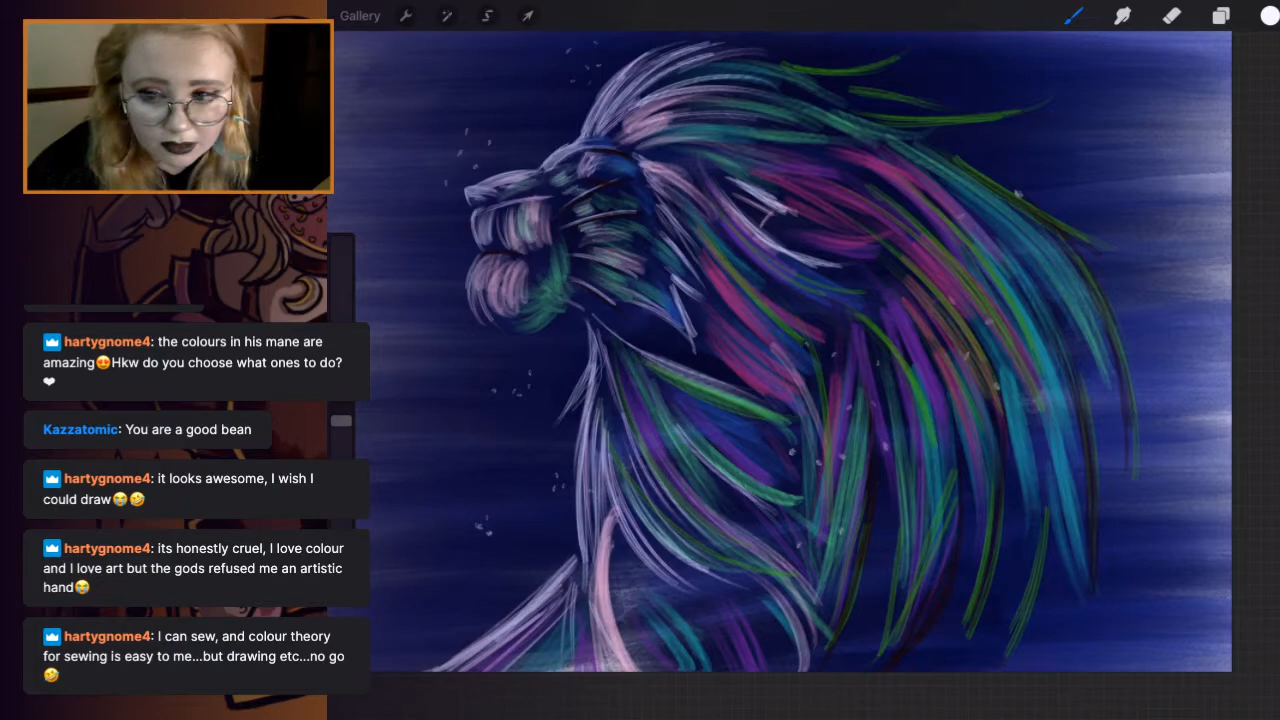 Gallery
hartygnome4: the colours in his mane are
amazing😍Hkw do you choose what ones to do?
❤
Kazzatomic: You are a good bean
hartygnome4: it looks awesome, I wish I
could draw😭🤣
hartygnome4: its honestly cruel, I love colour
and I love art but the gods refused me an artistic
hand😭
hartygnome4: I can sew, and colour theory
for sewing is easy to me...but drawing etc...no go
🤣